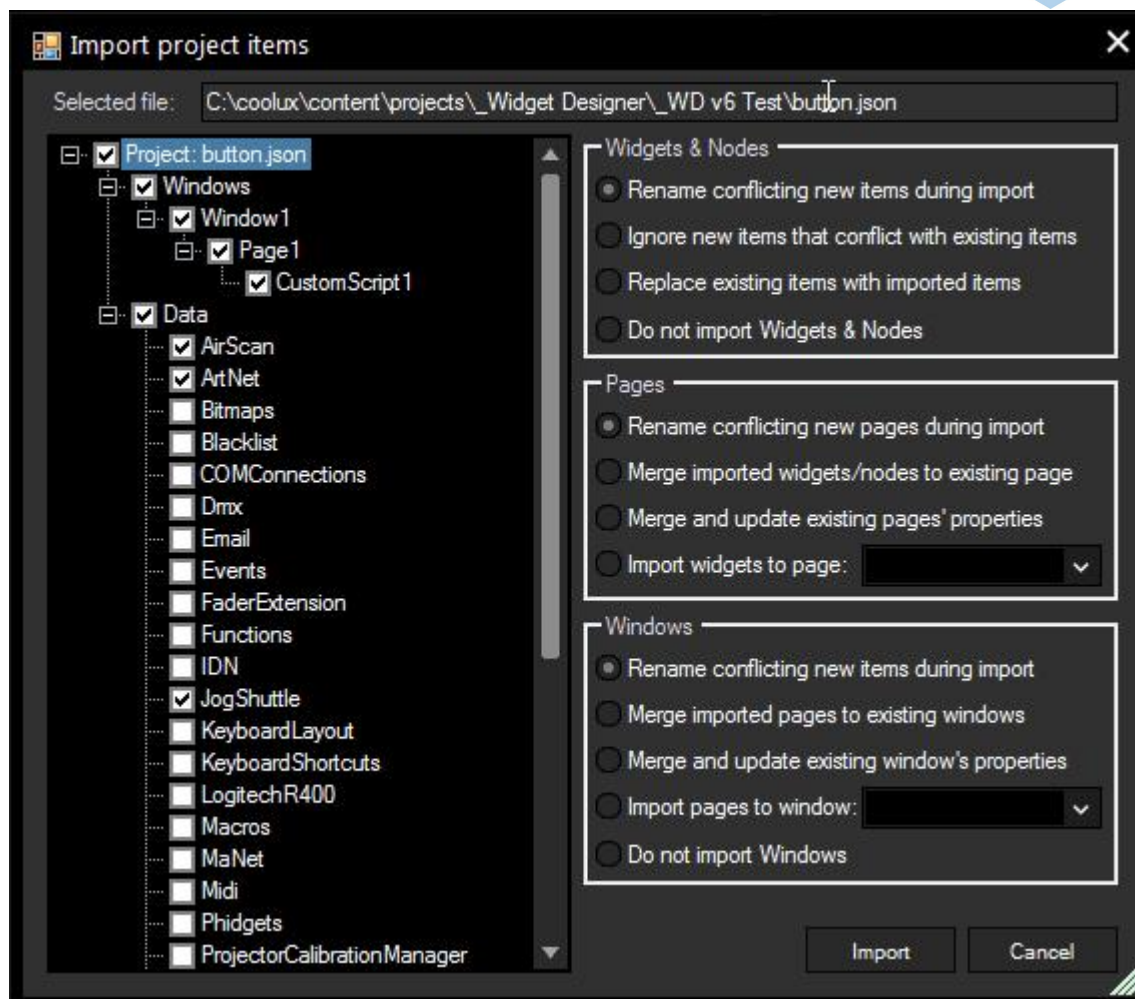 Import project items
Selected file: C:\coolux\content\projects\_Widget Designer\_WD v6 Test\button.json
Project: button.json
Windows
Window1
Page1
CustomScript1
Data
AirScan
ArtNet
Bitmaps
Blacklist
COMConnections
Dmx
Email
Events
FaderExtension
Functions
IDN
JogShuttle
KeyboardLayout
KeyboardShortcuts
LogitechR400
Macros
MaNet
Midi
Phidgets
ProjectorCalibrationManager
Widgets & Nodes
Rename conflicting new items during import
Ignore new items that conflict with existing items
Replace existing items with imported items
Do not import Widgets & Nodes
Pages
Rename conflicting new pages during import
Merge imported widgets/nodes to existing page
Merge and update existing pages' properties
Import widgets to page:
Windows
Rename conflicting new items during import
Merge imported pages to existing windows
Merge and update existing window's properties
Import pages to window:
Do not import Windows
Import Cancel